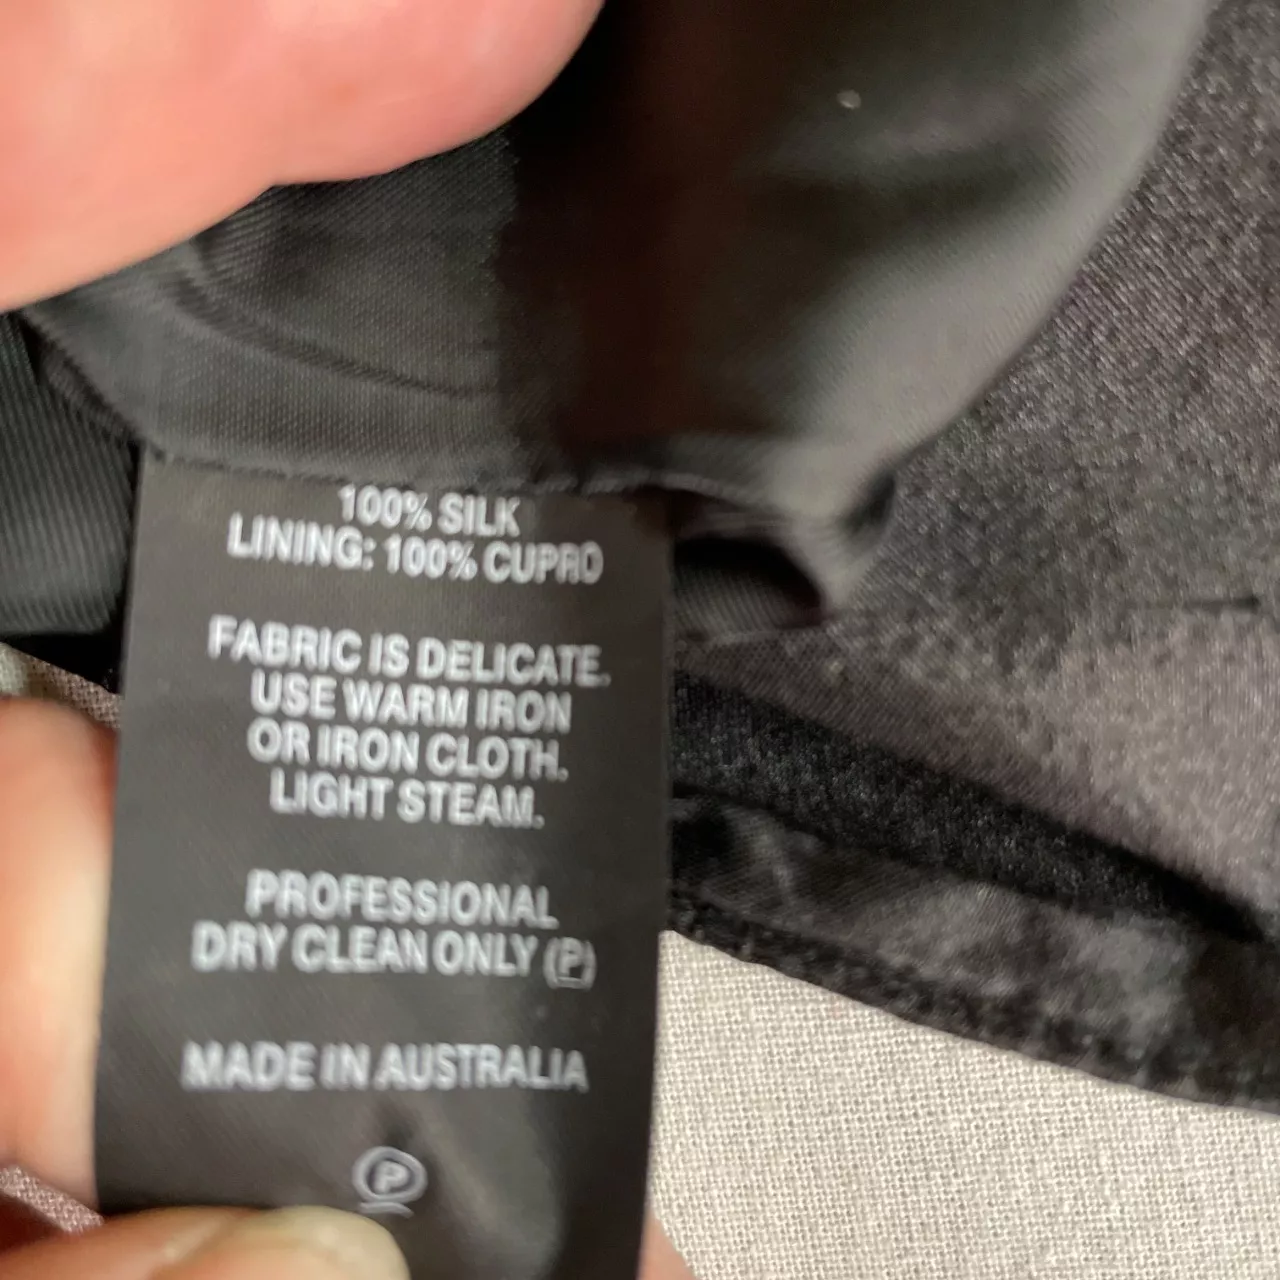 100% SILK
LINING: 100% CUPRO
FABRIC IS DELICATE.
USE WARM IRON
OR IRON CLOTH.
LIGHT STEAM.
PROFESSIONAL
DRY CLEAN ONLY (P)
MADE IN AUSTRALIA
P